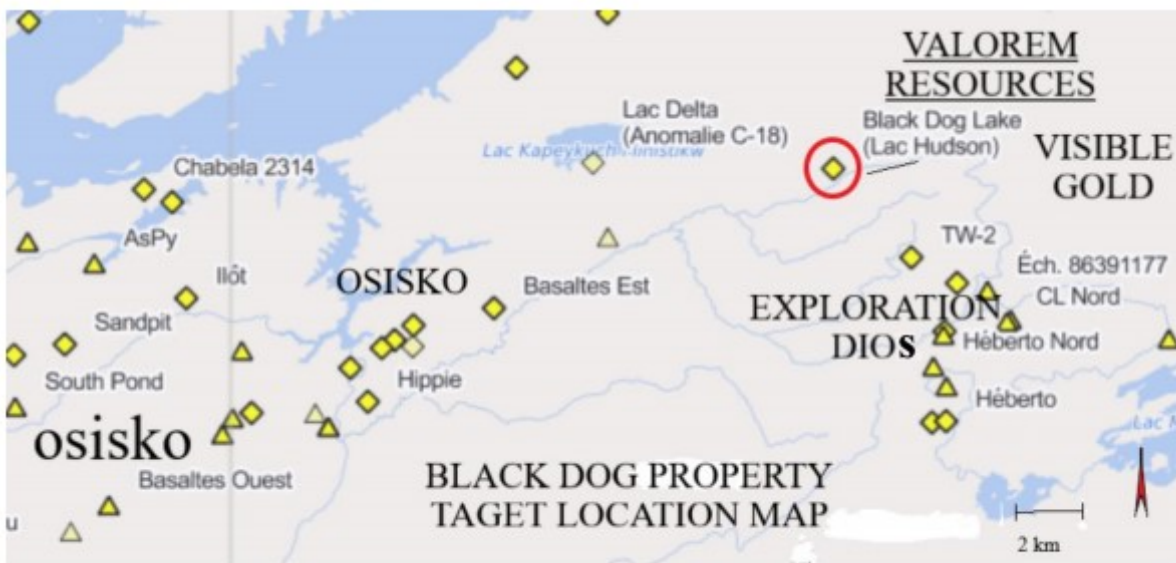 VALOREM
RESOURCES
Lac Delta
(Anomalie C-18)
Black Dog Lake
(Lac Hudson)
VISIBLE
GOLD
Chabela 2314
AsPy
TW-2
Ilôt
OSISKO
Basaltes Est
Éch. 86391177
CL Nord
EXPLORATION
DIOs
Sandpit
Héberto Nord
South Pond
Hippie
Héberto
osisko
Basaltes Ouest
BLACK DOG PROPERTY
TAGET LOCATION MAP
Lac
u
2 km